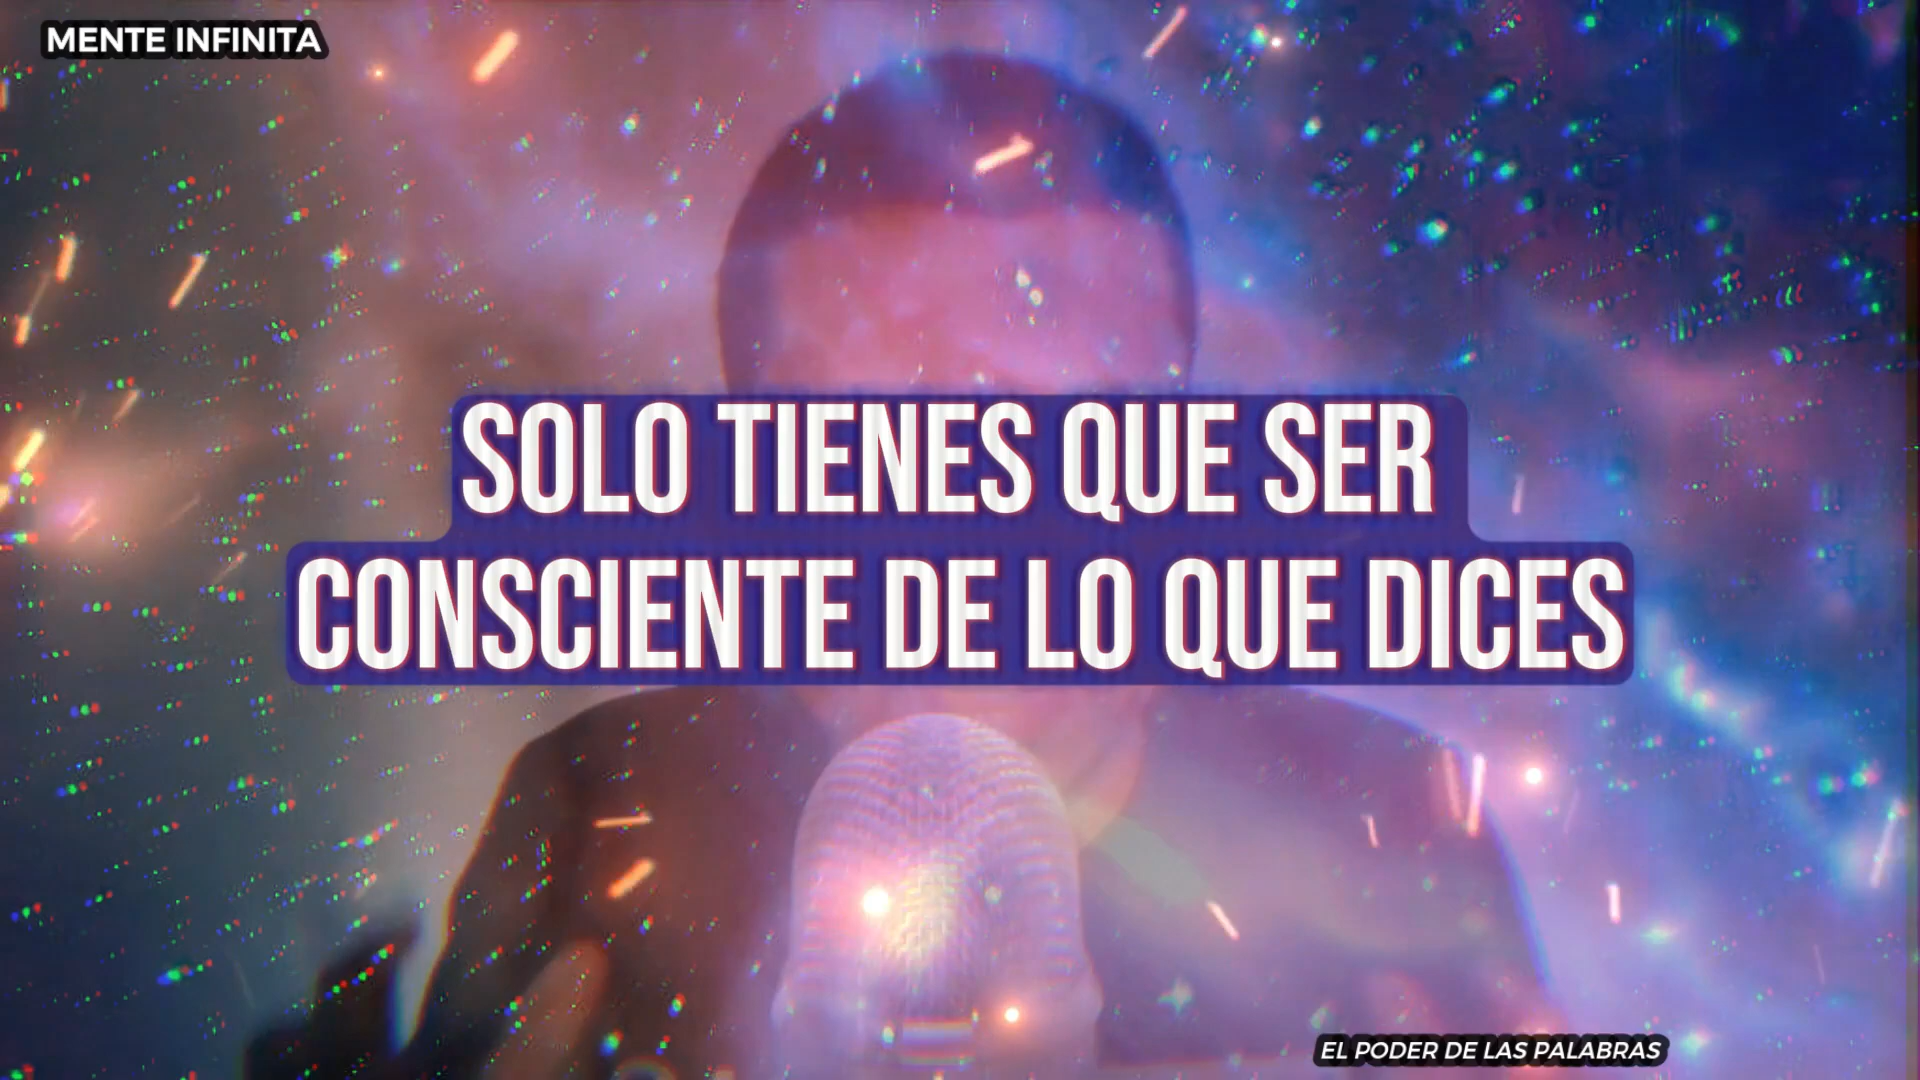 MENTE INFINITA
SOLO TIENES QUE SER
CONSCIENTE DE LO QUE DICES
EL PODER DE LAS PALABRAS